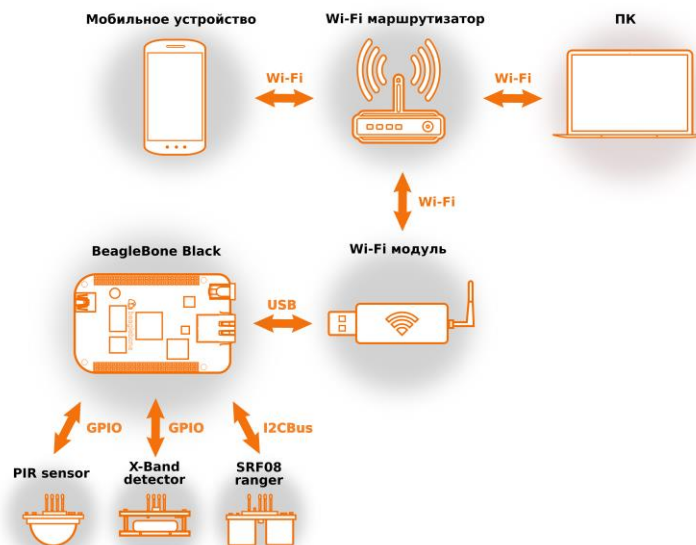 Мобильное устройство
Wi-Fi маршрутизатор
ПК
Wi-Fi
Wi-Fi
Wi-Fi
BeagleBone Black
Wi-Fi модуль
USB
GPIO
GPIO
I2CBus
PIR sensor
X-Band
detector
SRF08
ranger